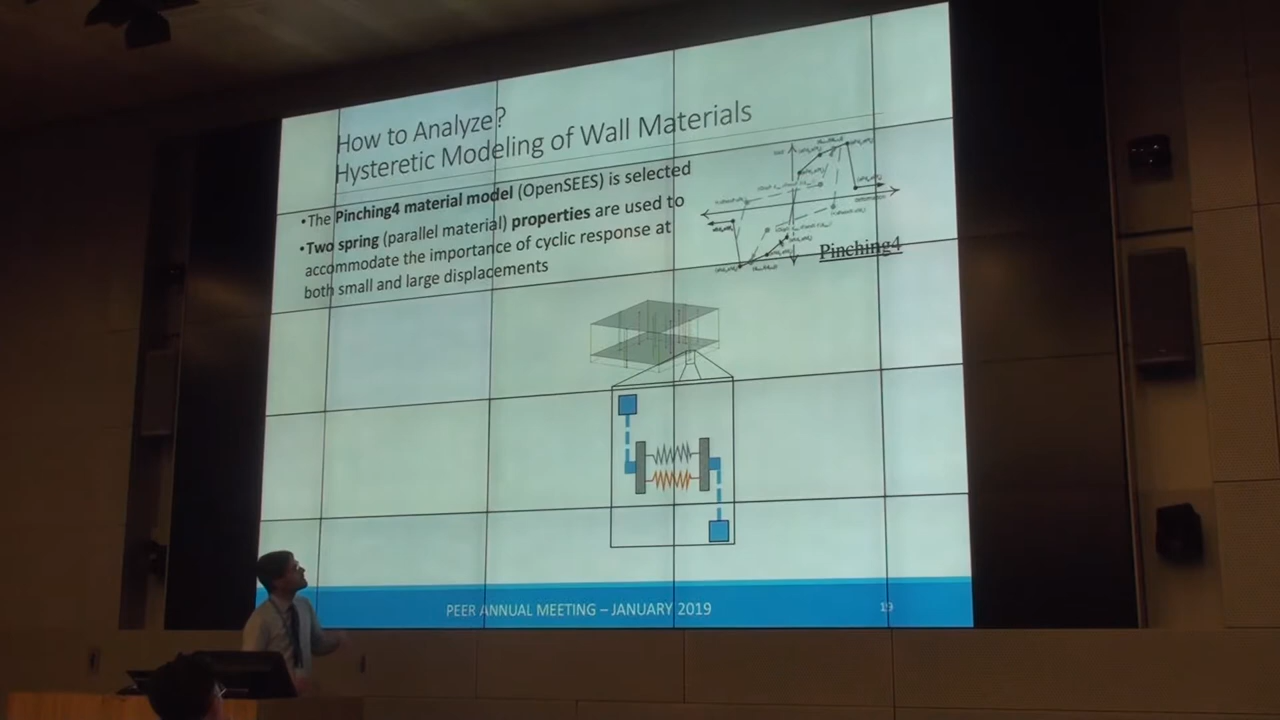 How to Analyze?
Hysteretic Modeling of Wall Materials
•The Pinching4 material model (OpenSEES) is selected
•Two spring (parallel material) properties are used to
accommodate the importance of cyclic response at
both small and large displacements
Pinching4
PEER ANNUAL MEETING – JANUARY 2019
19